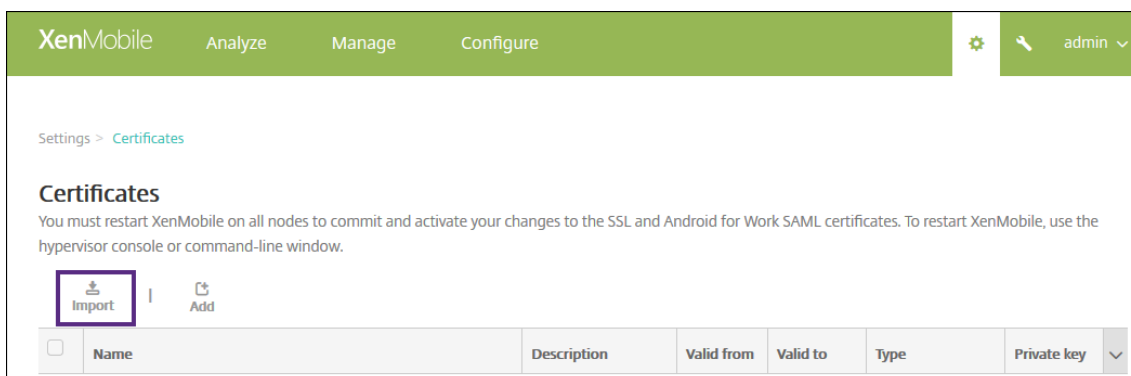 XenMobile Analyze Manage Configure admin
Settings > Certificates
Certificates
You must restart XenMobile on all nodes to commit and activate your changes to the SSL and Android for Work SAML certificates. To restart XenMobile, use the
hypervisor console or command-line window.
Import | Add
Name Description Valid from Valid to Type Private key